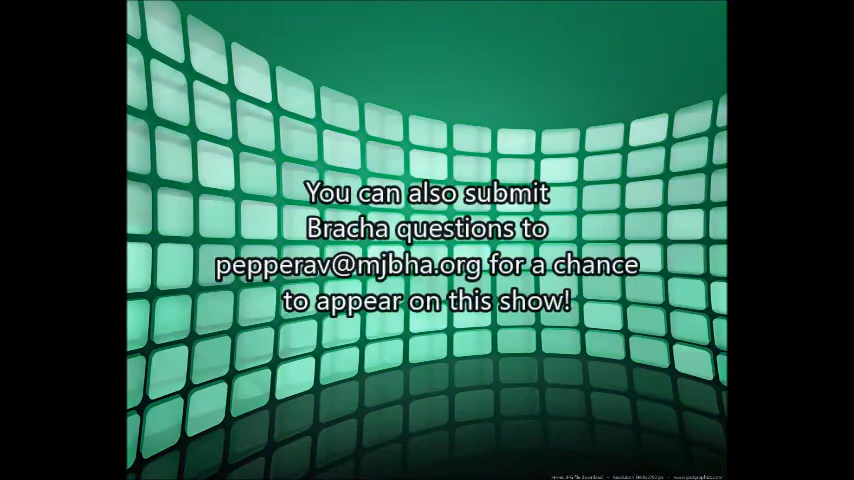 You can also submit
Bracha questions to
pepperav@mjbha.org for a chance
to appear on this show!